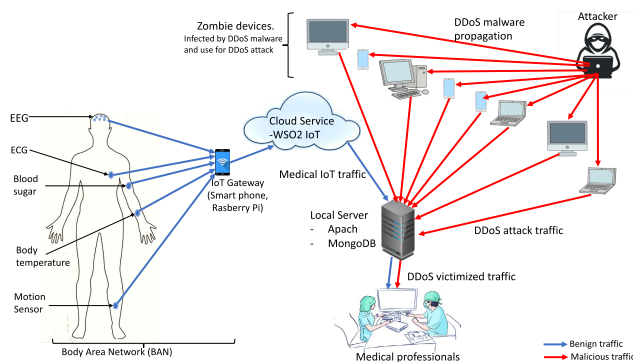 Zombie devices.
Infected by DDoS malware
and use for DDoS attack
DDoS malware
propagation
Attacker
EEG
ECG
Blood
sugar
Body
temperature
Motion
Sensor
Body Area Network (BAN)
IoT Gateway
(Smart phone,
Rasberry Pi)
Cloud Service
-WSO2 IoT
Medical IoT traffic
Local Server
- Apach
- MongoDB
DDoS attack traffic
DDoS victimized traffic
Medical professionals
Benign traffic
Malicious traffic